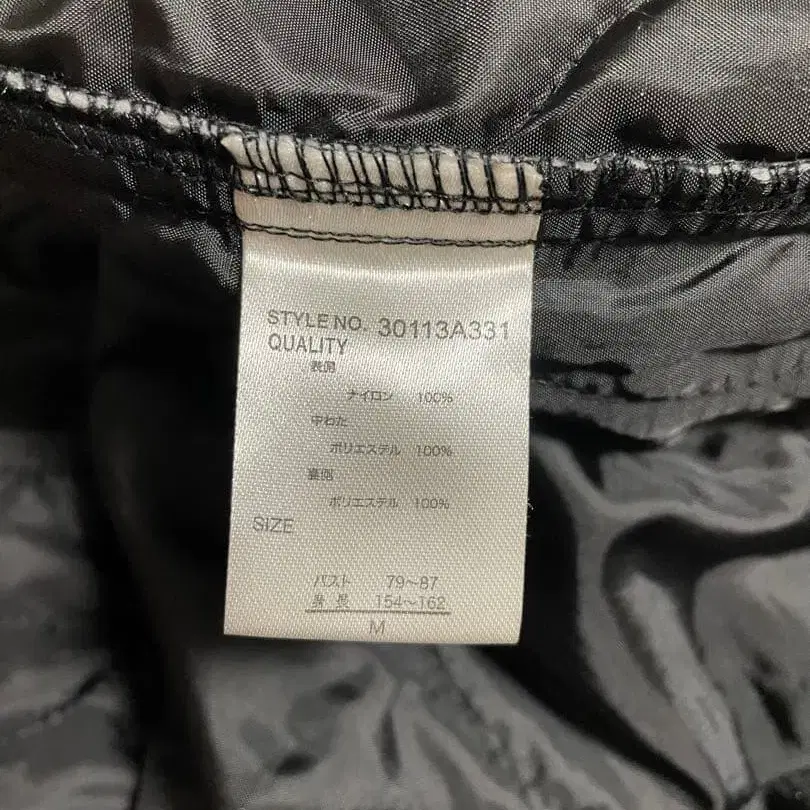 STYLE NO. 30113A331
QUALITY
表側
ナイロン 100%
中わた
ポリエステル 100%
裏側
ポリエステル 100%
SIZE
バスト 79～87
身 長 154～162
M